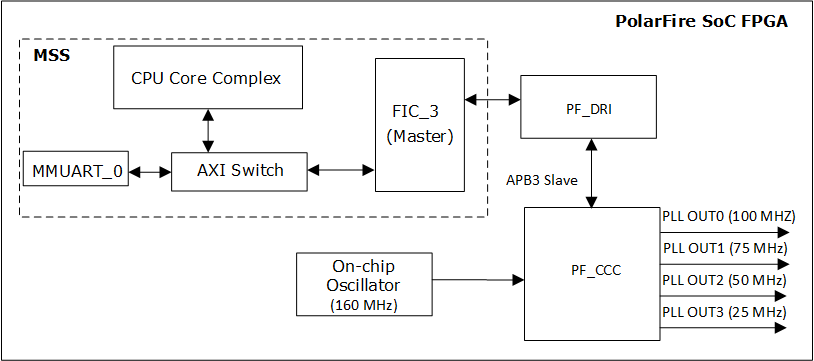 PolarFire SoC FPGA
MSS
CPU Core Complex
FIC_3
(Master)
PF_DRI
MMUART_0
AXI Switch
APB3 Slave
PLL OUT0 (100 MHZ)
PLL OUT1 (75 MHz)
PLL OUT2 (50 MHz)
PLL OUT3 (25 MHz)
PF_CCC
On-chip
Oscillator
(160 MHz)